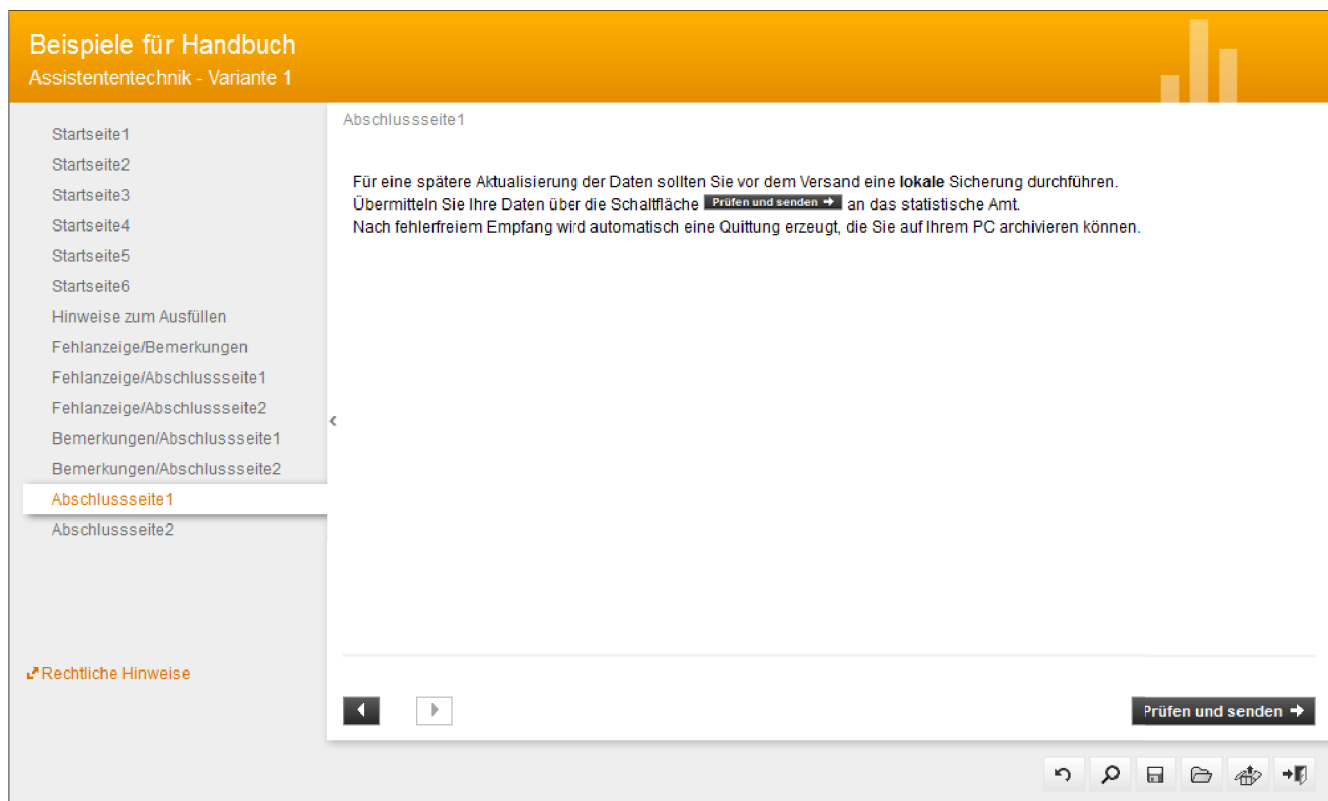 Beispiele für Handbuch
Assistententechnik - Variante 1
Startseite1
Startseite2
Startseite3
Startseite4
Startseite5
Startseite6
Hinweise zum Ausfüllen
Fehlanzeige/Bemerkungen
Fehlanzeige/Abschlussseite1
Fehlanzeige/Abschlussseite2
Bemerkungen/Abschlussseite1
Bemerkungen/Abschlussseite2
Abschlussseite1
Abschlussseite2
Rechtliche Hinweise
Abschlussseite1
Für eine spätere Aktualisierung der Daten sollten Sie vor dem Versand eine lokale Sicherung durchführen.
Übermitteln Sie Ihre Daten über die Schaltfläche Prüfen und senden an das statistische Amt.
Nach fehlerfreiem Empfang wird automatisch eine Quittung erzeugt, die Sie auf Ihrem PC archivieren können.
Prüfen und senden